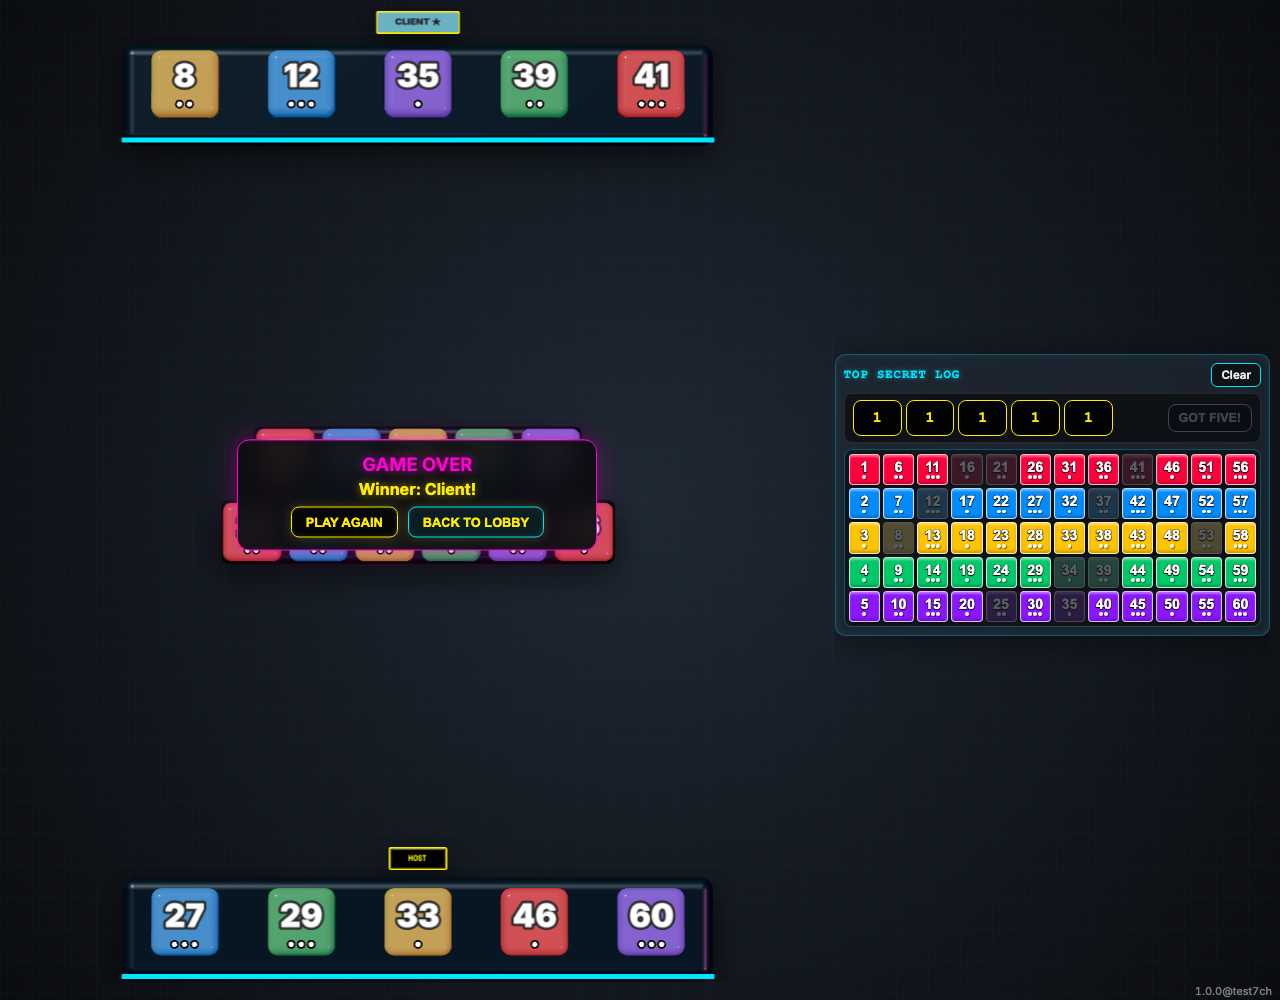 CLIENT ★
8 12 35 39 41
TOP SECRET LOG
Clear
1 1 1 1 1
GOT FIVE!
1 6 11 16 21 26 31 36 41 46 51 56
2 7 12 17 22 27 32 37 42 47 52 57
3 8 13 18 23 28 33 38 43 48 53 58
4 9 14 19 24 29 34 39 44 49 54 59
5 10 15 20 25 30 35 40 45 50 55 60
GAME OVER
Winner: Client!
PLAY AGAIN
BACK TO LOBBY
HOST
27 29 33 46 60
1.0.0@test7ch